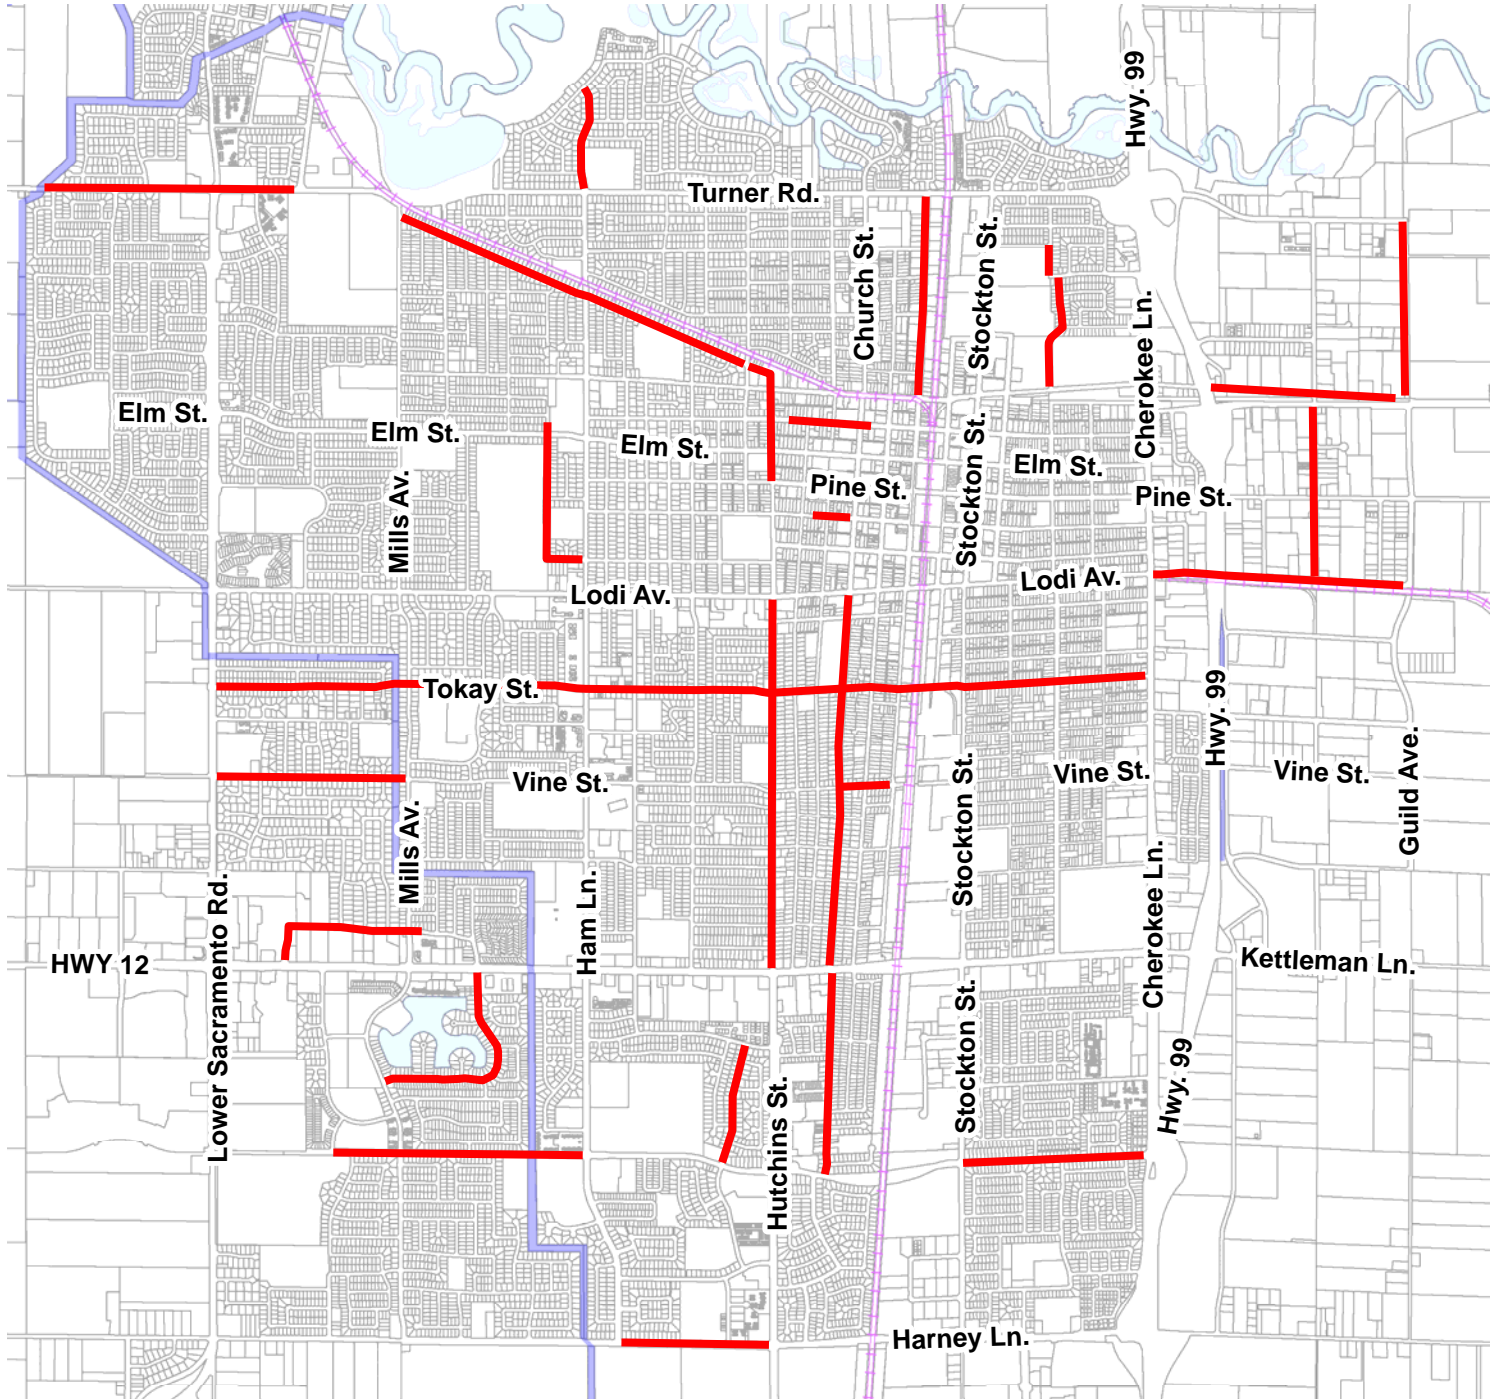 Hwy. 99
Turner Rd.
Church St.
Stockton St.
Cherokee Ln.
Elm St.
Elm St.
Elm St.
Elm St.
Pine St.
Pine St.
Mills Av.
Stockton St.
Lodi Av.
Lodi Av.
Tokay St.
Hwy. 99
Vine St.
Vine St.
Vine St.
Guild Ave.
Mills Av.
Stockton St.
Lower Sacramento Rd.
Ham Ln.
Cherokee Ln.
HWY 12
Kettleman Ln.
Stockton St.
Hwy. 99
Hutchins St.
Harney Ln.